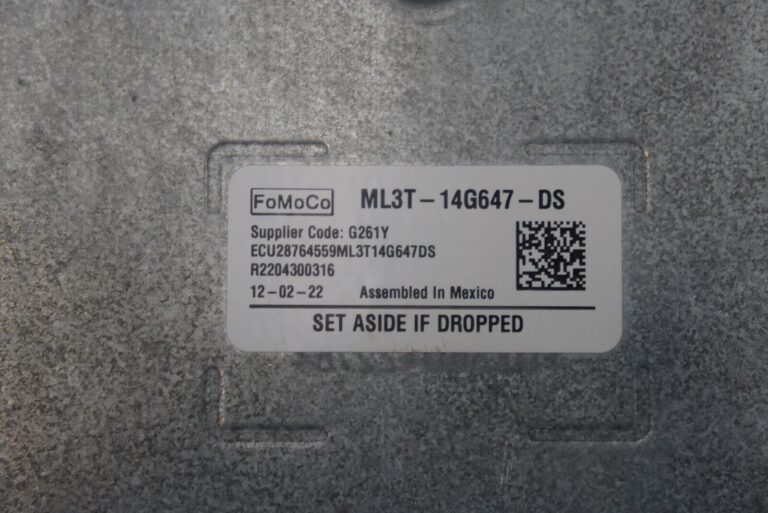 FoMoCo ML3T-14G647-DS
Supplier Code: G261Y
ECU28764559ML3T14G647DS
R2204300316
12-02-22 Assembled In Mexico
SET ASIDE IF DROPPED